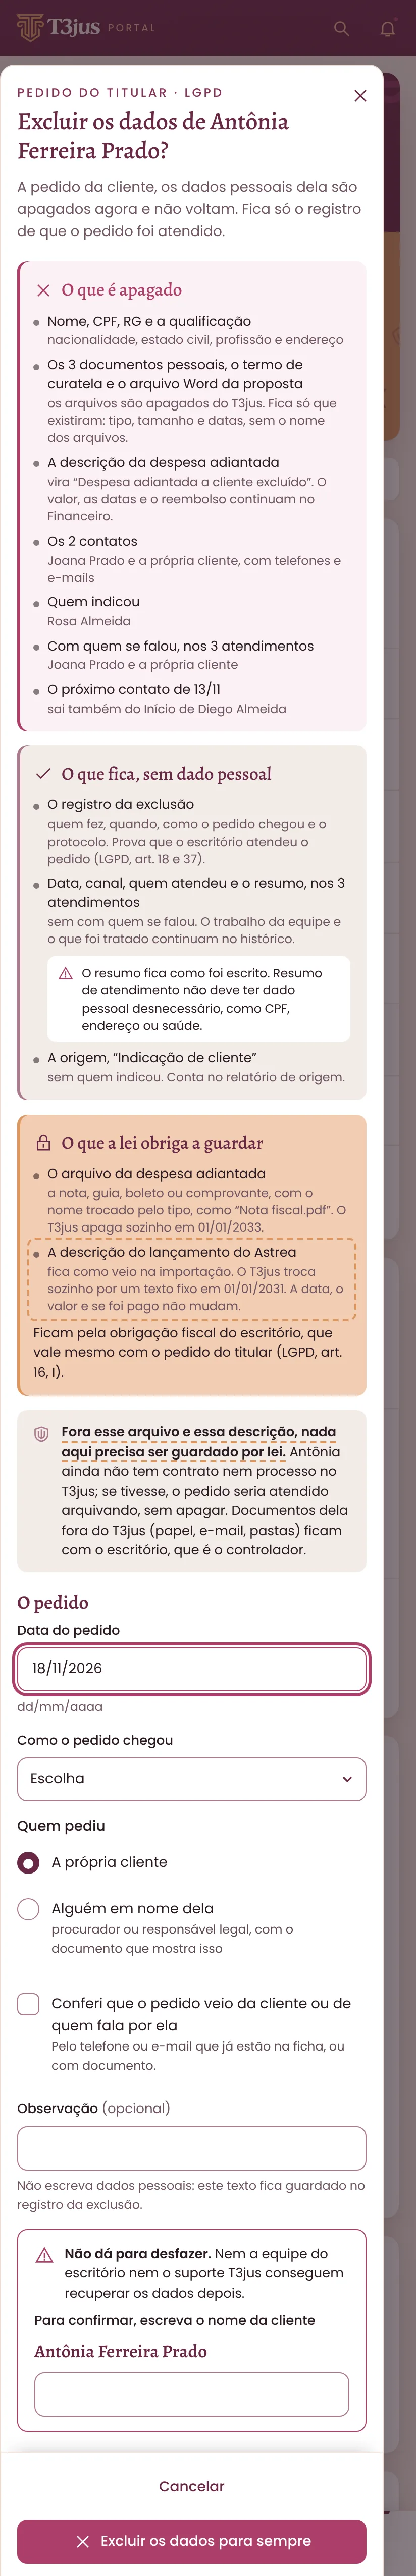 T3jus PORTAL
PEDIDO DO TITULAR · LGPD
Excluir os dados de Antônia
Ferreira Prado?
A pedido da cliente, os dados pessoais dela são
apagados agora e não voltam. Fica só o registro
de que o pedido foi atendido.
O que é apagado
Nome, CPF, RG e a qualificação
nacionalidade, estado civil, profissão e endereço
Os 3 documentos pessoais, o termo de
curatela e o arquivo Word da proposta
os arquivos são apagados do T3jus. Fica só que
existiram: tipo, tamanho e datas, sem o nome
dos arquivos.
A descrição da despesa adiantada
vira “Despesa adiantada a cliente excluído”. O
valor, as datas e o reembolso continuam no
Financeiro.
Os 2 contatos
Joana Prado e a própria cliente, com telefones e
e-mails
Quem indicou
Rosa Almeida
Com quem se falou, nos 3 atendimentos
Joana Prado e a própria cliente
O próximo contato de 13/11
sai também do Início de Diego Almeida
O que fica, sem dado pessoal
O registro da exclusão
quem fez, quando, como o pedido chegou e o
protocolo. Prova que o escritório atendeu o
pedido (LGPD, art. 18 e 37).
Data, canal, quem atendeu e o resumo, nos 3
atendimentos
sem com quem se falou. O trabalho da equipe e
o que foi tratado continuam no histórico.
O resumo fica como foi escrito. Resumo
de atendimento não deve ter dado
pessoal desnecessário, como CPF,
endereço ou saúde.
A origem, “Indicação de cliente”
sem quem indicou. Conta no relatório de origem.
O que a lei obriga a guardar
O arquivo da despesa adiantada
a nota, guia, boleto ou comprovante, com o
nome trocado pelo tipo, como “Nota fiscal.pdf”. O
T3jus apaga sozinho em 01/01/2033.
A descrição do lançamento do Astrea
fica como veio na importação. O T3jus troca
sozinho por um texto fixo em 01/01/2031. A data, o
valor e se foi pago não mudam.
Ficam pela obrigação fiscal do escritório, que
vale mesmo com o pedido do titular (LGPD, art.
16, I).
Fora esse arquivo e essa descrição, nada
aqui precisa ser guardado por lei. Antônia
ainda não tem contrato nem processo no
T3jus; se tivesse, o pedido seria atendido
arquivando, sem apagar. Documentos dela
fora do T3jus (papel, e-mail, pastas) ficam
com o escritório, que é o controlador.
O pedido
Data do pedido
18/11/2026
dd/mm/aaaa
Como o pedido chegou
Escolha
Quem pediu
A própria cliente
Alguém em nome dela
procurador ou responsável legal, com o
documento que mostra isso
Conferi que o pedido veio da cliente ou de
quem fala por ela
Pelo telefone ou e-mail que já estão na ficha, ou
com documento.
Observação (opcional)
Não escreva dados pessoais: este texto fica guardado no
registro da exclusão.
Não dá para desfazer. Nem a equipe do
escritório nem o suporte T3jus conseguem
recuperar os dados depois.
Para confirmar, escreva o nome da cliente
Antônia Ferreira Prado
Cancelar
Excluir os dados para sempre